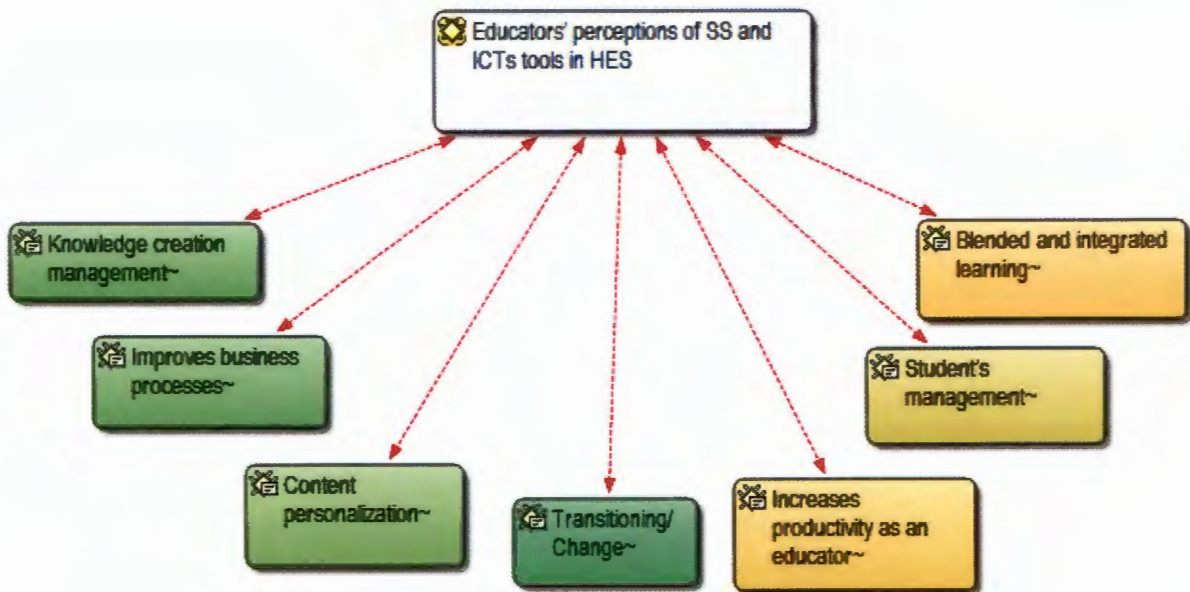 Educators' perceptions of SS and
ICTs tools in HES
Knowledge creation
management~
Blended and integrated
learning~
Improves business
processes~
Student's
management~
Content
personalization~
Transitioning/
Change~
Increases
productivity as an
educator~